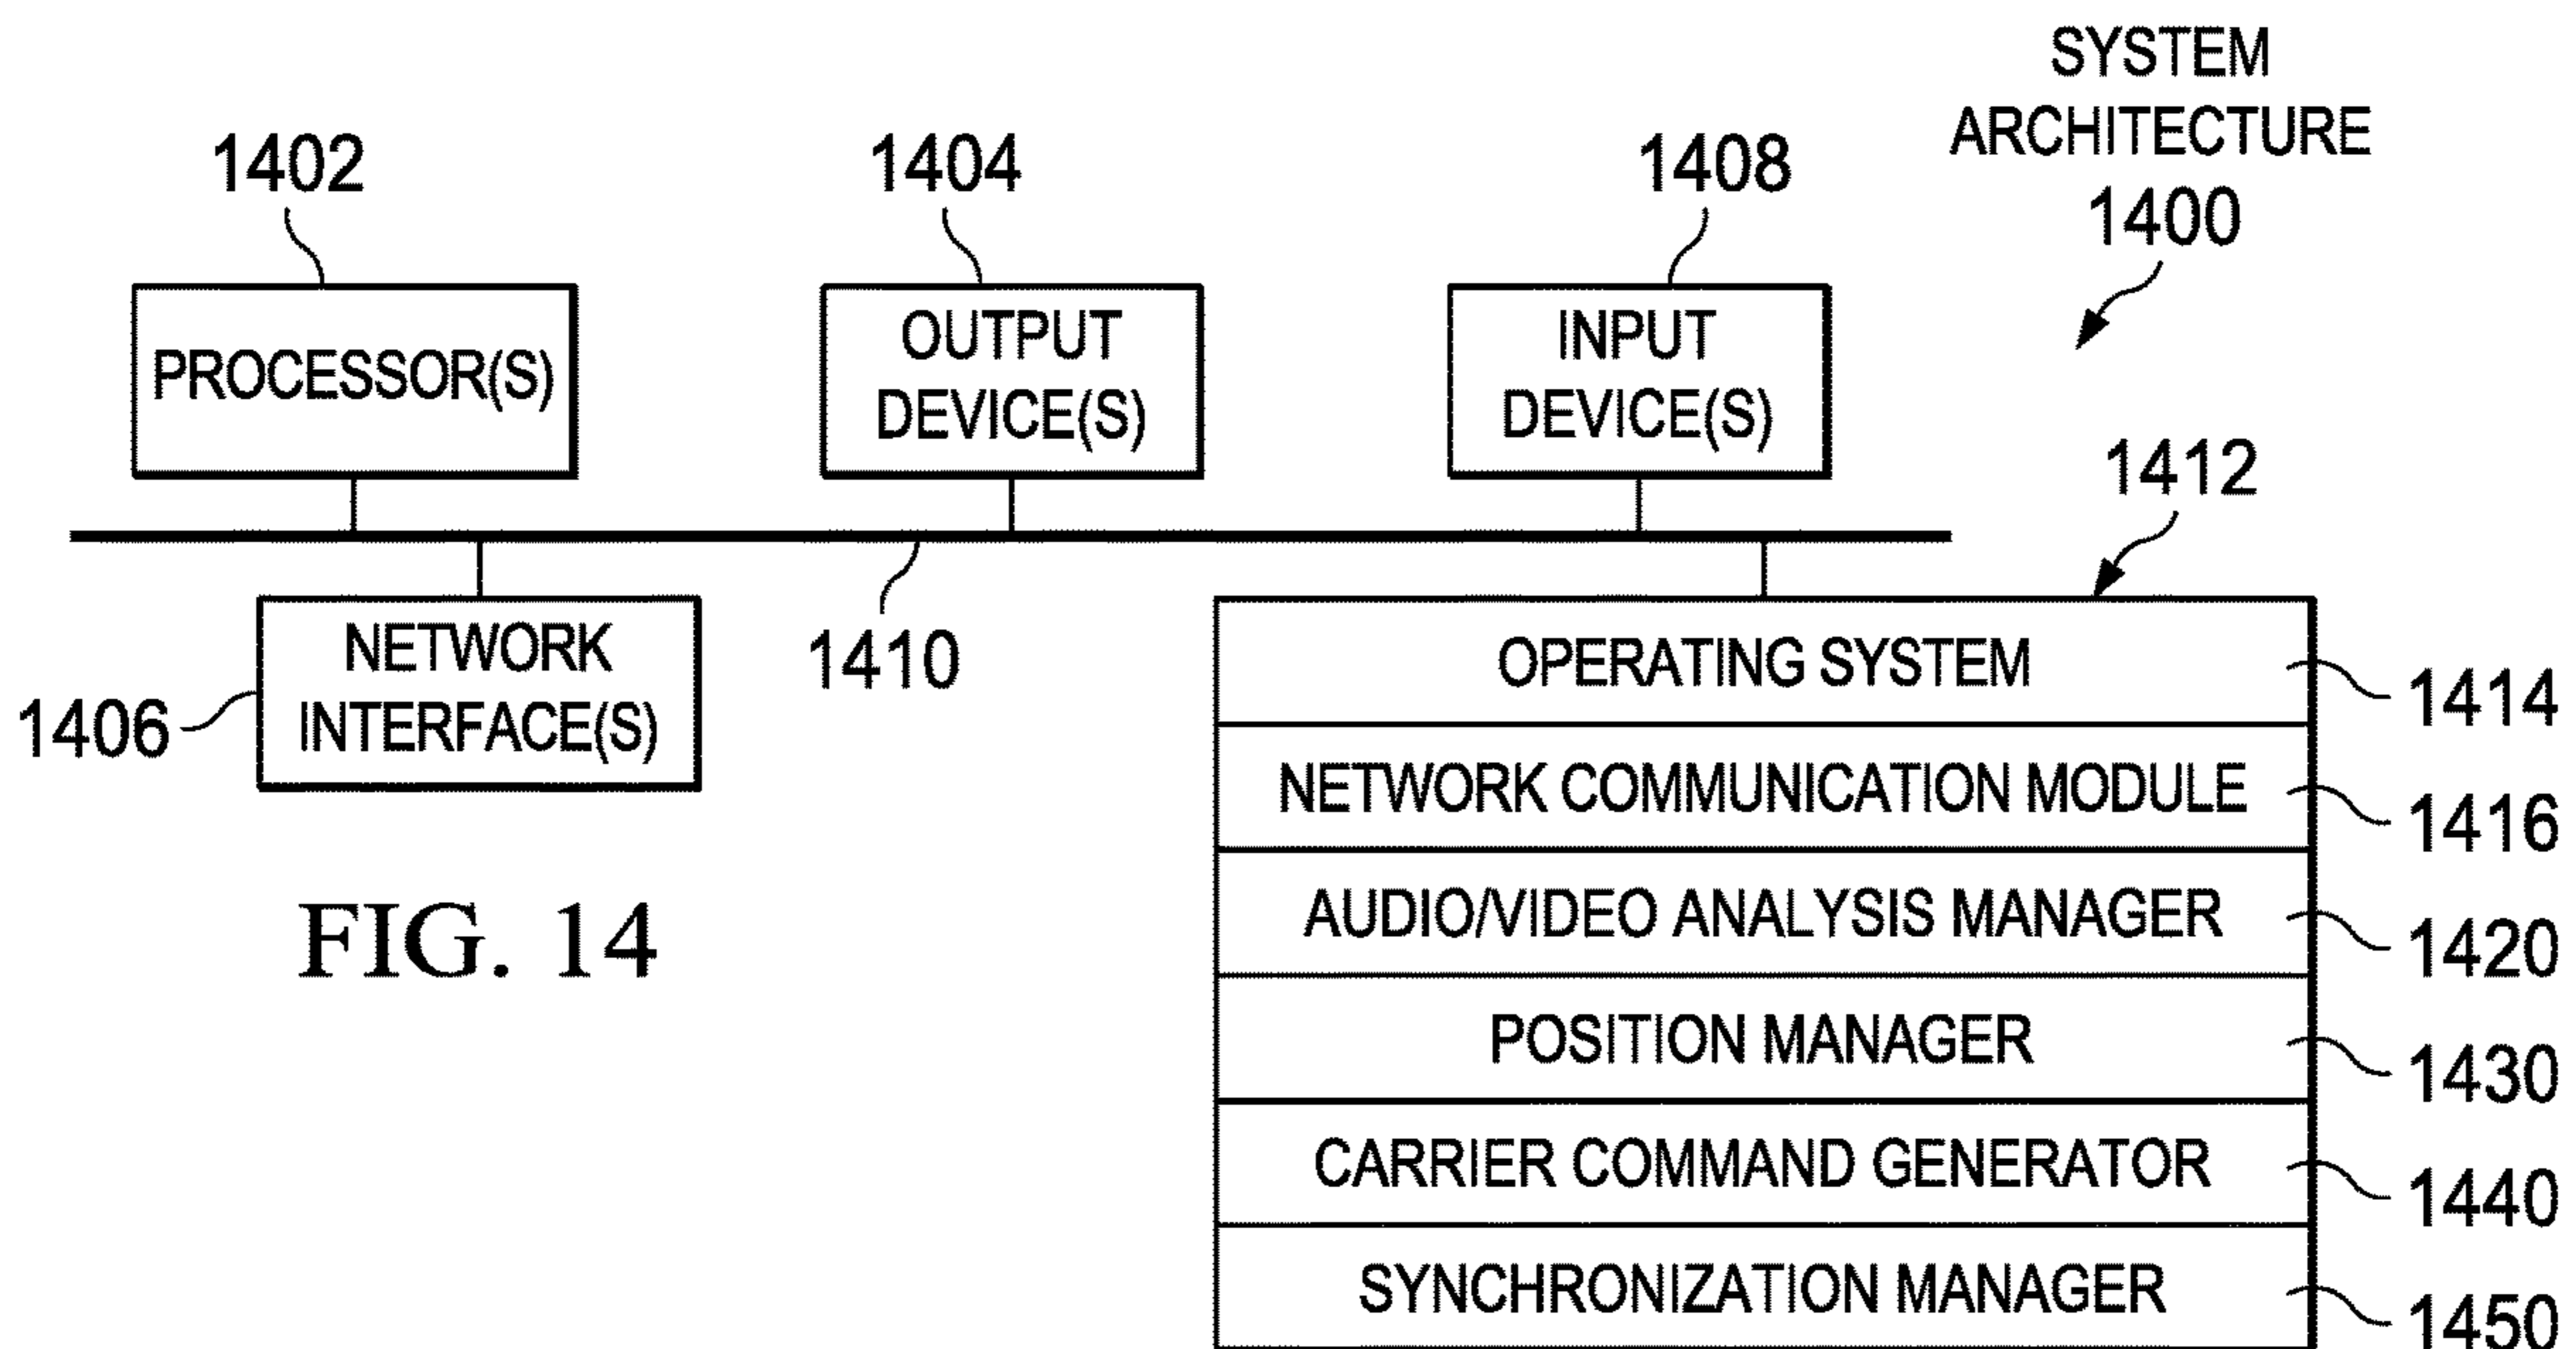 SYSTEM
ARCHITECTURE
1400
1402
1404
1408
PROCESSOR(S)
OUTPUT
DEVICE(S)
INPUT
DEVICE(S)
1412
NETWORK
INTERFACE(S)
1406
1410
OPERATING SYSTEM
1414
NETWORK COMMUNICATION MODULE
1416
AUDIO/VIDEO ANALYSIS MANAGER
1420
POSITION MANAGER
1430
CARRIER COMMAND GENERATOR
1440
SYNCHRONIZATION MANAGER
1450
FIG. 14